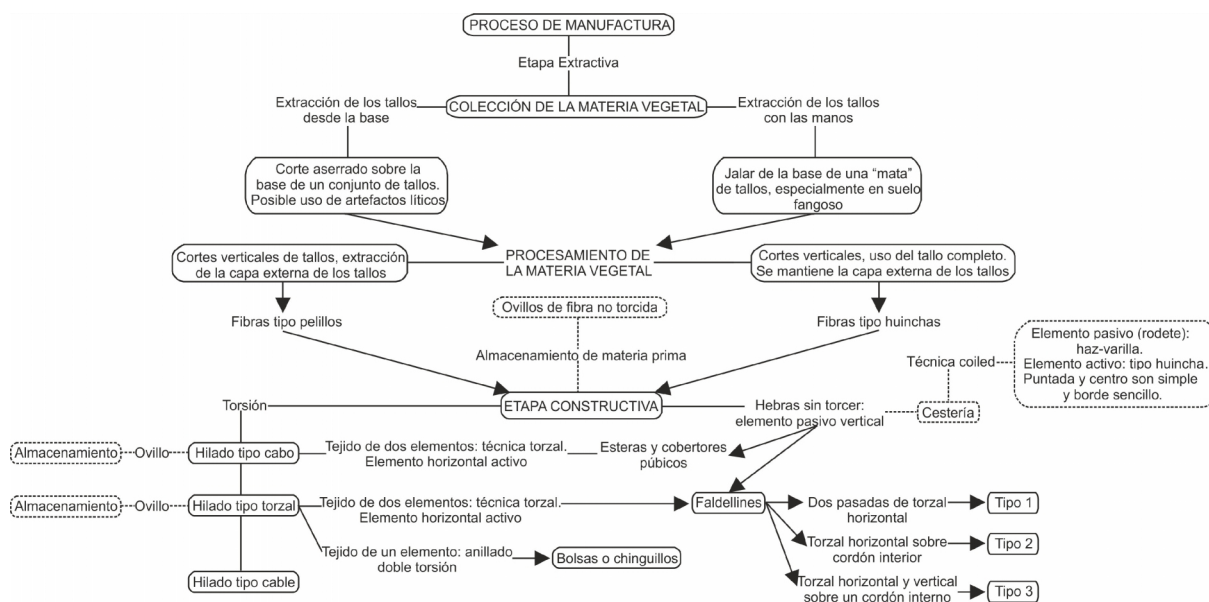 PROCESO DE MANUFACTURA
Etapa Extractiva
Extracción de los tallos
desde la base
COLECCIÓN DE LA MATERIA VEGETAL
Extracción de los tallos
con las manos
Corte aserrado sobre la
base de un conjunto de tallos.
Posible uso de artefactos líticos
Jalar de la base de una “mata”
de tallos, especialmente en suelo
fangoso
Cortes verticales de tallos, extracción
de la capa externa de los tallos
PROCESAMIENTO DE
LA MATERIA VEGETAL
Cortes verticales, uso del tallo completo.
Se mantiene la capa externa de los tallos
Ovillos de fibra no torcida
Fibras tipo pelillos
Fibras tipo huinchas
Almacenamiento de materia prima
Técnica coiled
Elemento pasivo (rodete):
haz-varilla.
Elemento activo: tipo huincha.
Puntada y centro son simple
y borde sencillo.
Torsión
ETAPA CONSTRUCTIVA
Hebras sin torcer:
elemento pasivo vertical
Cestería
Almacenamiento
Ovillo
Hilado tipo cabo
Tejido de dos elementos: técnica torzal.
Elemento horizontal activo
Esteras y cobertores
púbicos
Almacenamiento
Ovillo
Hilado tipo torzal
Tejido de dos elementos: técnica torzal.
Elemento horizontal activo
Faldellines
Dos pasadas de torzal
horizontal
Tipo 1
Torzal horizontal sobre
cordón interior
Tipo 2
Tejido de un elemento: anillado
doble torsión
Bolsas o chinguillos
Hilado tipo cable
Torzal horizontal y vertical
sobre un cordón interno
Tipo 3